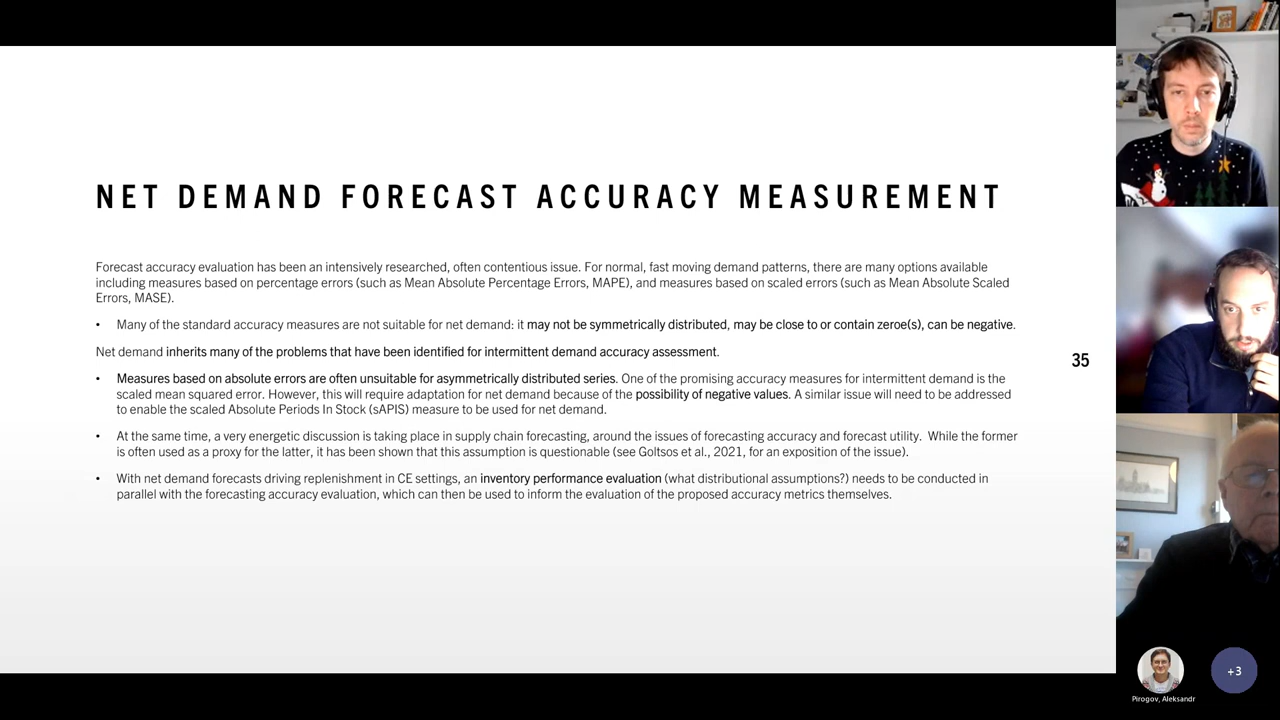 NET DEMAND FORECAST ACCURACY MEASUREMENT
Forecast accuracy evaluation has been an intensively researched, often contentious issue. For normal, fast moving demand patterns, there are many options available
including measures based on percentage errors (such as Mean Absolute Percentage Errors, MAPE), and measures based on scaled errors (such as Mean Absolute Scaled
Errors, MASE).
• Many of the standard accuracy measures are not suitable for net demand: it may not be symmetrically distributed, may be close to or contain zeroe(s), can be negative.
Net demand inherits many of the problems that have been identified for intermittent demand accuracy assessment.
• Measures based on absolute errors are often unsuitable for asymmetrically distributed series. One of the promising accuracy measures for intermittent demand is the
scaled mean squared error. However, this will require adaptation for net demand because of the possibility of negative values. A similar issue will need to be addressed
to enable the scaled Absolute Periods In Stock (sAPIS) measure to be used for net demand.
• At the same time, a very energetic discussion is taking place in supply chain forecasting, around the issues of forecasting accuracy and forecast utility. While the former
is often used as a proxy for the latter, it has been shown that this assumption is questionable (see Goltsos et al., 2021, for an exposition of the issue).
• With net demand forecasts driving replenishment in CE settings, an inventory performance evaluation (what distributional assumptions?) needs to be conducted in
parallel with the forecasting accuracy evaluation, which can then be used to inform the evaluation of the proposed accuracy metrics themselves.
35
+3
Pirogov, Aleksandr